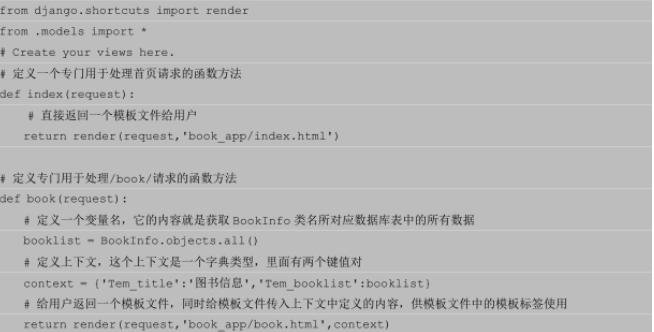 from django.shortcuts import render
from .models import *
# Create your views here.
# 定义一个专门用于处理首页请求的函数方法
def index(request):
    # 直接返回一个模板文件给用户
    return render(request,'book_app/index.html')
# 定义专门用于处理/book/请求的函数方法
def book(request):
    # 定义一个变量名，它的内容就是获取 BookInfo 类名所对应数据库表中的所有数据
    booklist = BookInfo.objects.all()
    # 定义上下文，这个上下文是一个字典类型，里面有两个键值对
    context = {'Tem_title':'图书信息','Tem_booklist':booklist}
    # 给用户返回一个模板文件，同时给模板文件传入上下文中定义的内容，供模板文件中的模板标签使用
    return render(request,'book_app/book.html',context)